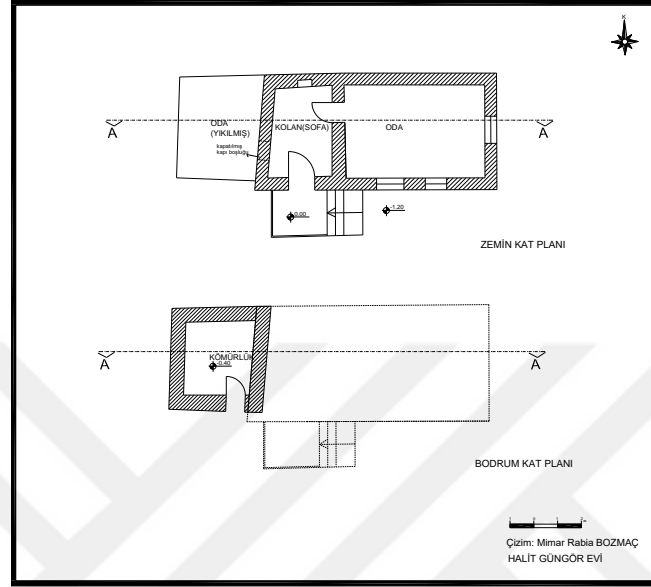 K
ODA
(YIKILMIŞ)
KOLAN(SOFA)
ODA
A
A
kapatılmış
kapı boşluğu
0.00
-1.20
ZEMİN KAT PLANI
KÖMÜRLÜK
-0.40
A
A
BODRUM KAT PLANI
Çizim: Mimar Rabia BOZMAÇ
HALİT GÜNGÖR EVİ